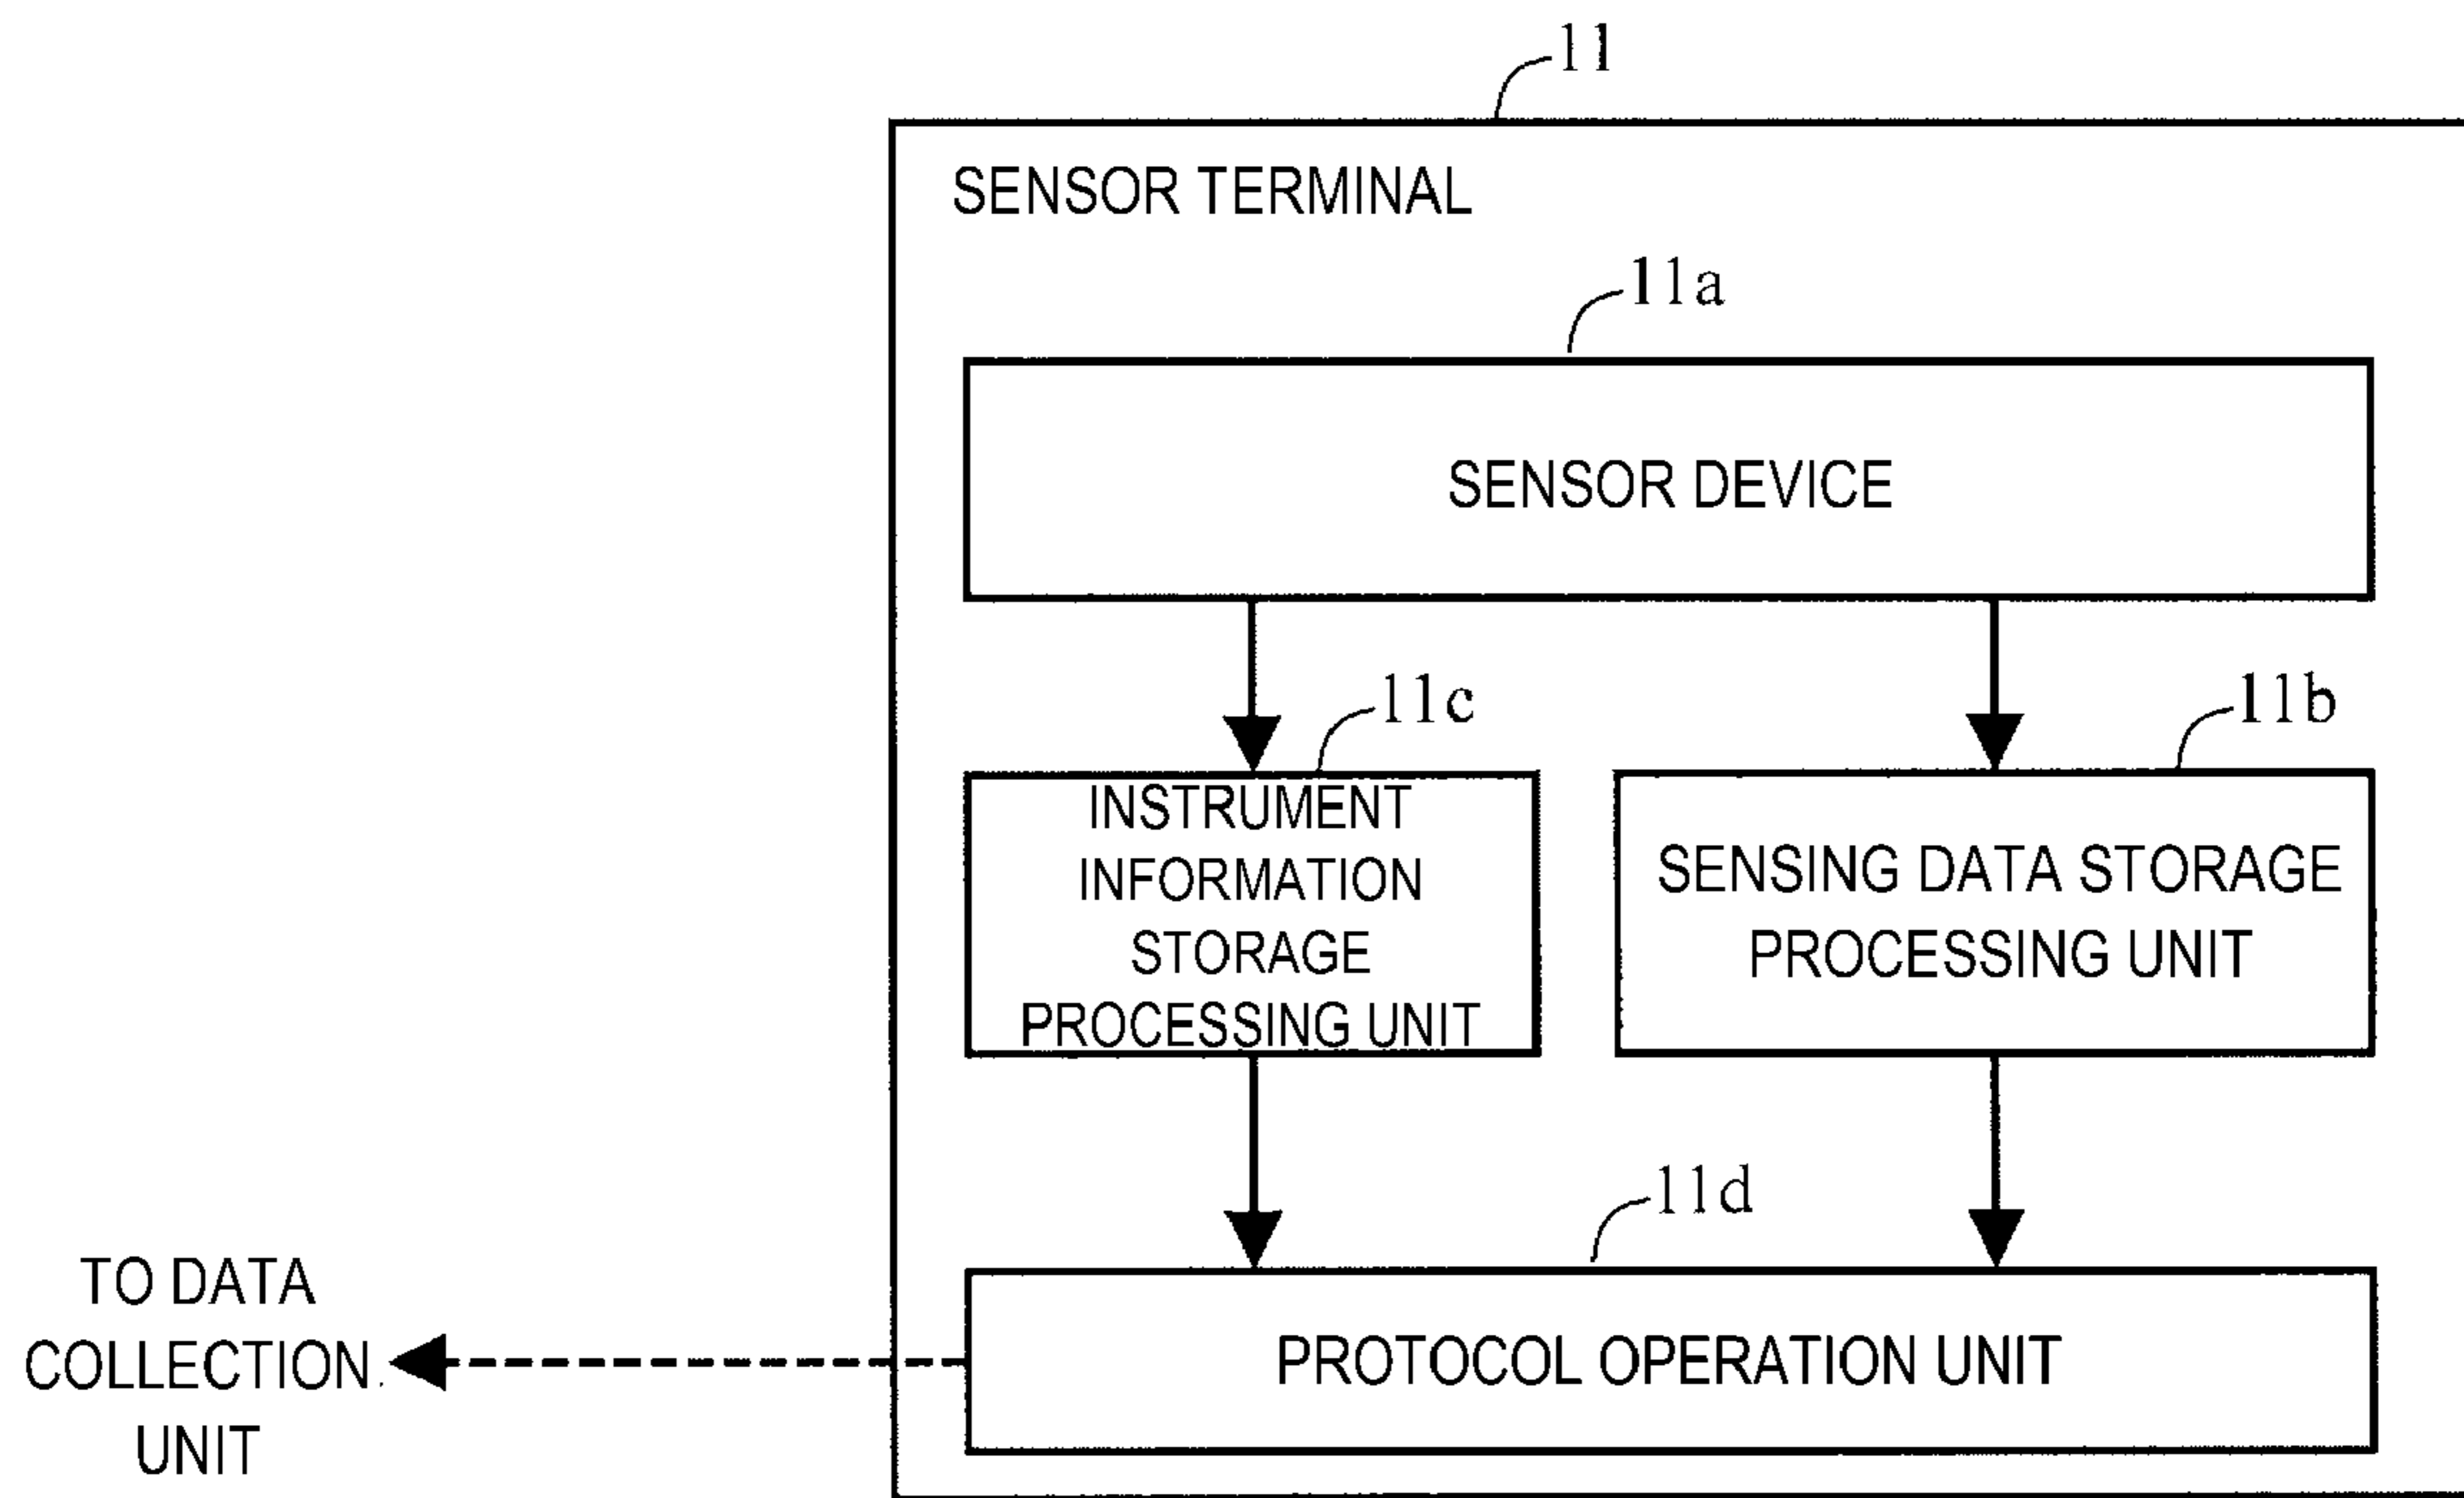 11
SENSOR TERMINAL
11a
SENSOR DEVICE
11c
11b
INSTRUMENT
INFORMATION
STORAGE
PROCESSING UNIT
SENSING DATA STORAGE
PROCESSING UNIT
11d
TO DATA
COLLECTION
UNIT
PROTOCOL OPERATION UNIT